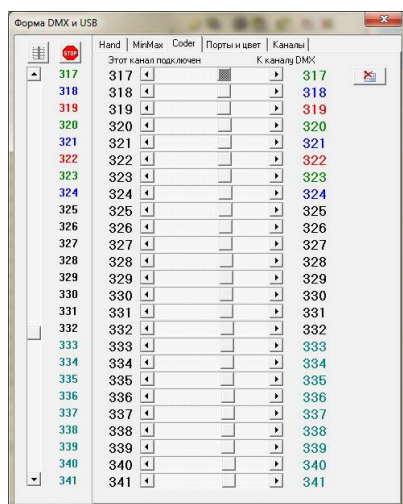 Форма DMX и USB
STOP
Hand MinMax Coder Порты и цвет Каналы
Этот канал подключен К каналу DMX
317 317 317
318 318 318
319 319 319
320 320 320
321 321 321
322 322 322
323 323 323
324 324 324
325 325 325
326 326 326
327 327 327
328 328 328
329 329 329
330 330 330
331 331 331
332 332 332
333 333 333
334 334 334
335 335 335
336 336 336
337 337 337
338 338 338
339 339 339
340 340 340
341 341 341